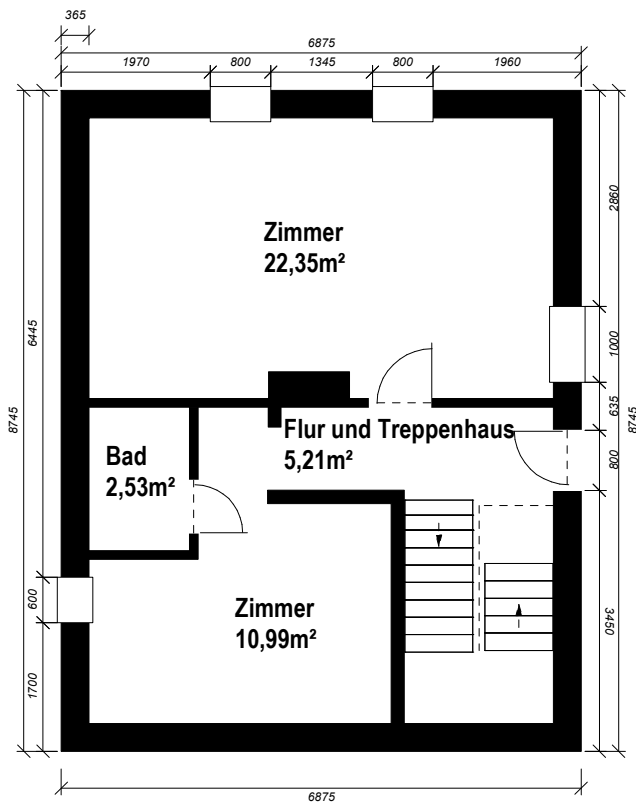 365
6875
1970
800
1345
800
1960
2860
Zimmer
22,35m²
6445
1000
8745
635
8745
Flur und Treppenhaus
5,21m²
Bad
2,53m²
800
600
Zimmer
10,99m²
3450
1700
6875